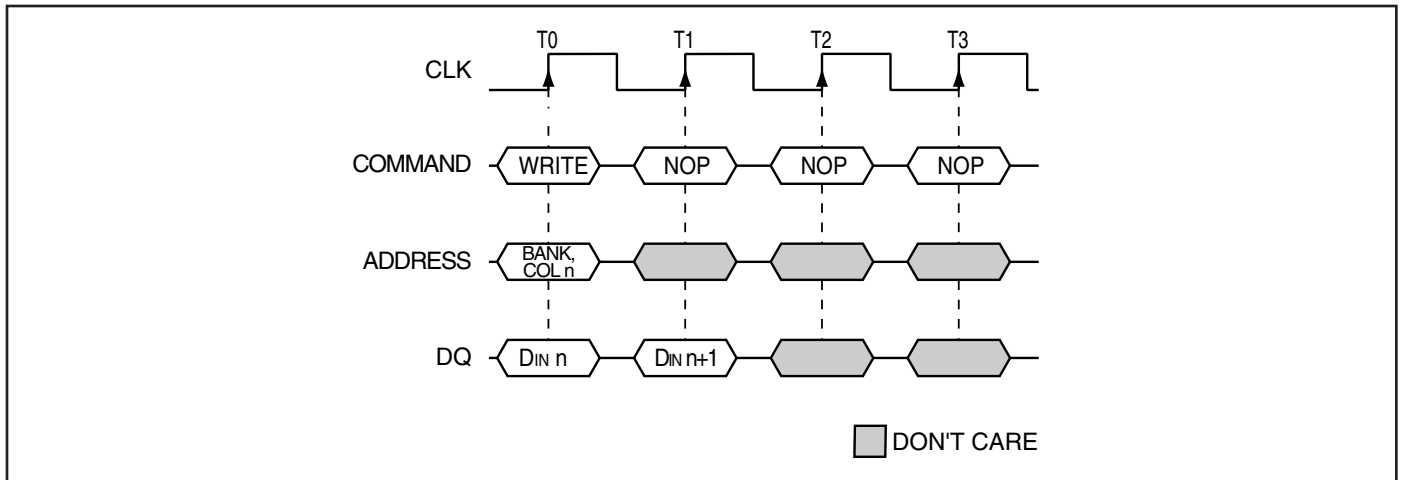 T0 T1 T2 T3
CLK
COMMAND WRITE NOP NOP NOP
ADDRESS BANK,
COL n
DQ DIN n DIN n+1
DON'T CARE